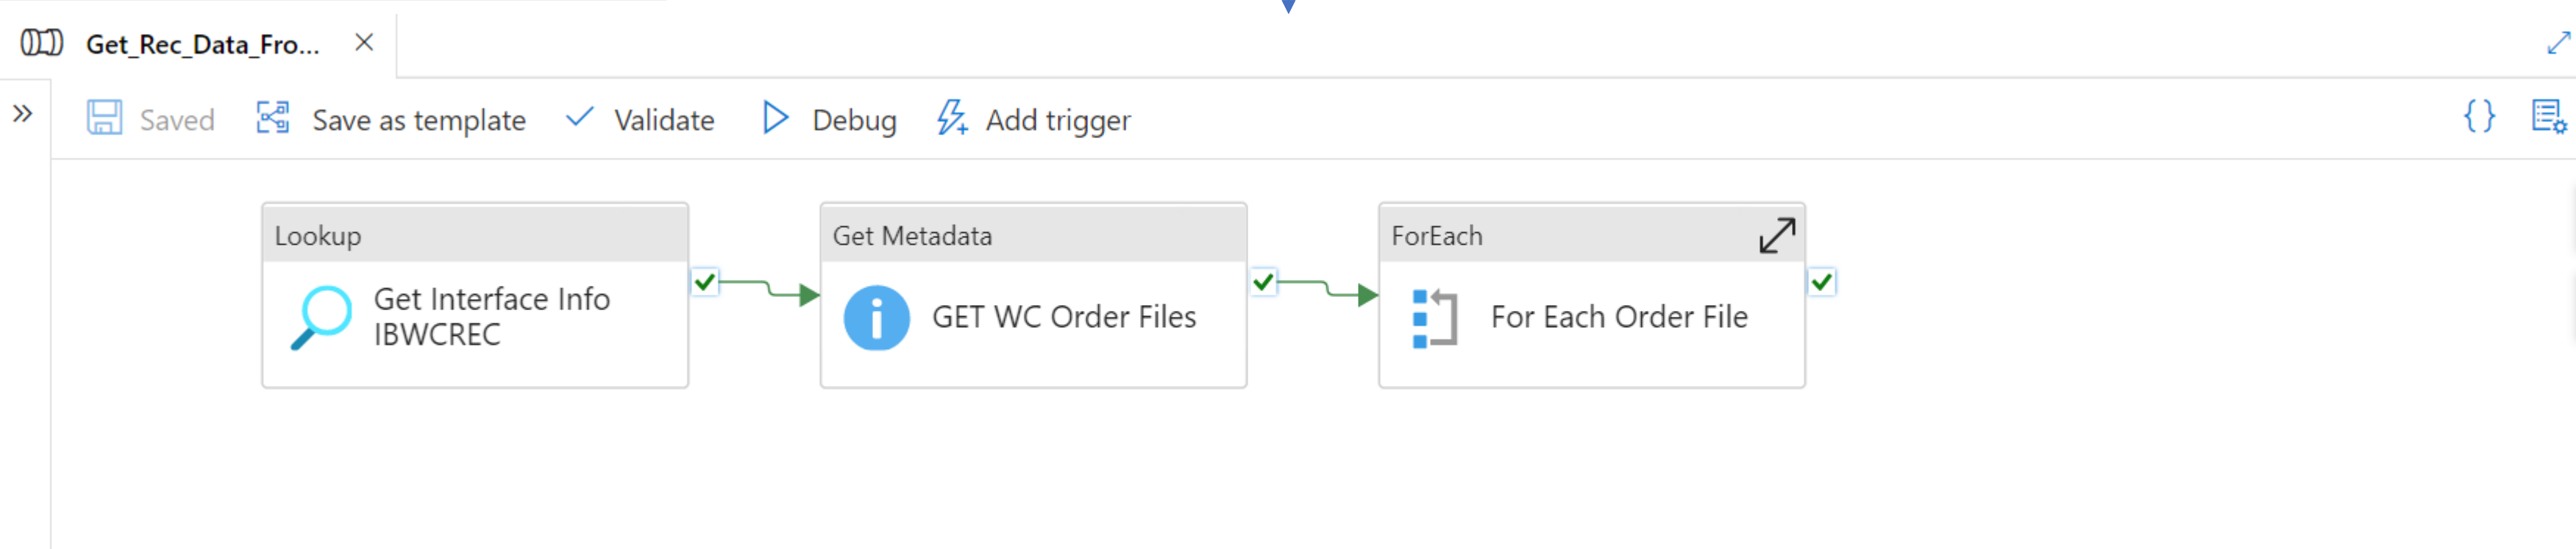 Get_Rec_Data_Fro...
Saved
Save as template
Validate
Debug
Add trigger
Lookup
Get Interface Info
IBWCREC
Get Metadata
GET WC Order Files
ForEach
For Each Order File